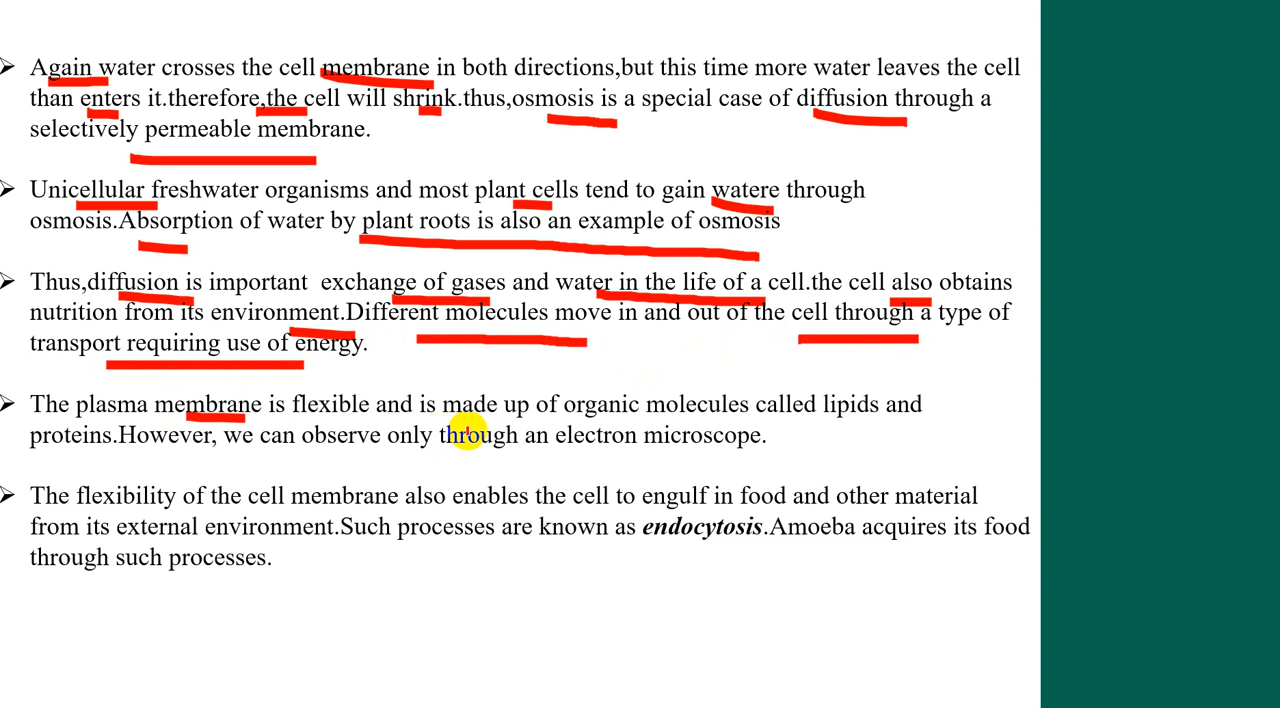 Again water crosses the cell membrane in both directions,but this time more water leaves the cell
than enters it.therefore,the cell will shrink.thus,osmosis is a special case of diffusion through a
selectively permeable membrane.
Unicellular freshwater organisms and most plant cells tend to gain watere through
osmosis.Absorption of water by plant roots is also an example of osmosis
Thus,diffusion is important exchange of gases and water in the life of a cell.the cell also obtains
nutrition from its environment.Different molecules move in and out of the cell through a type of
transport requiring use of energy.
The plasma membrane is flexible and is made up of organic molecules called lipids and
proteins.However, we can observe only through an electron microscope.
The flexibility of the cell membrane also enables the cell to engulf in food and other material
from its external environment.Such processes are known as endocytosis.Amoeba acquires its food
through such processes.